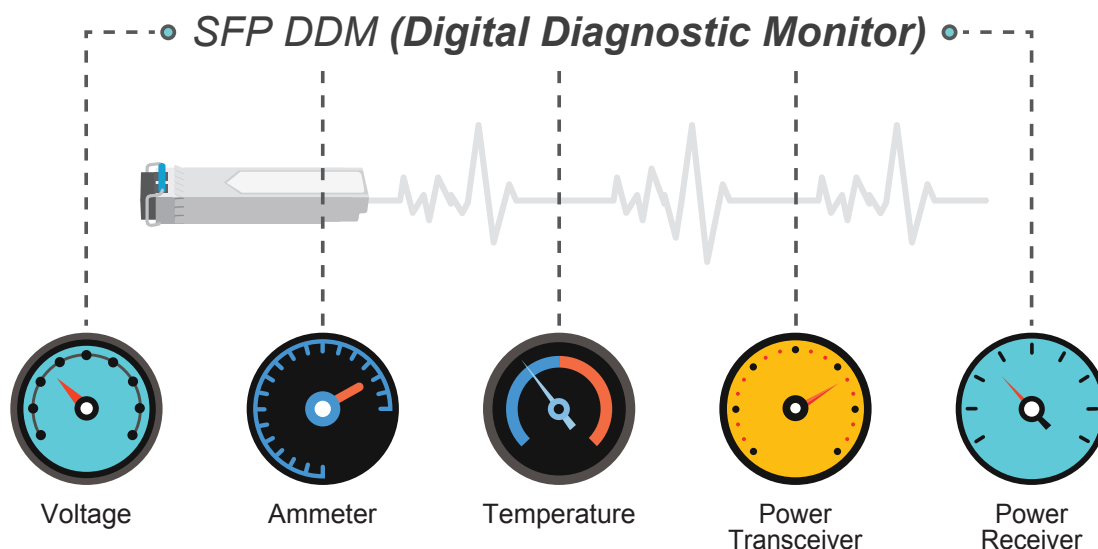 SFP DDM (Digital Diagnostic Monitor)
Voltage
Ammeter
Temperature
Power
Transceiver
Power
Receiver